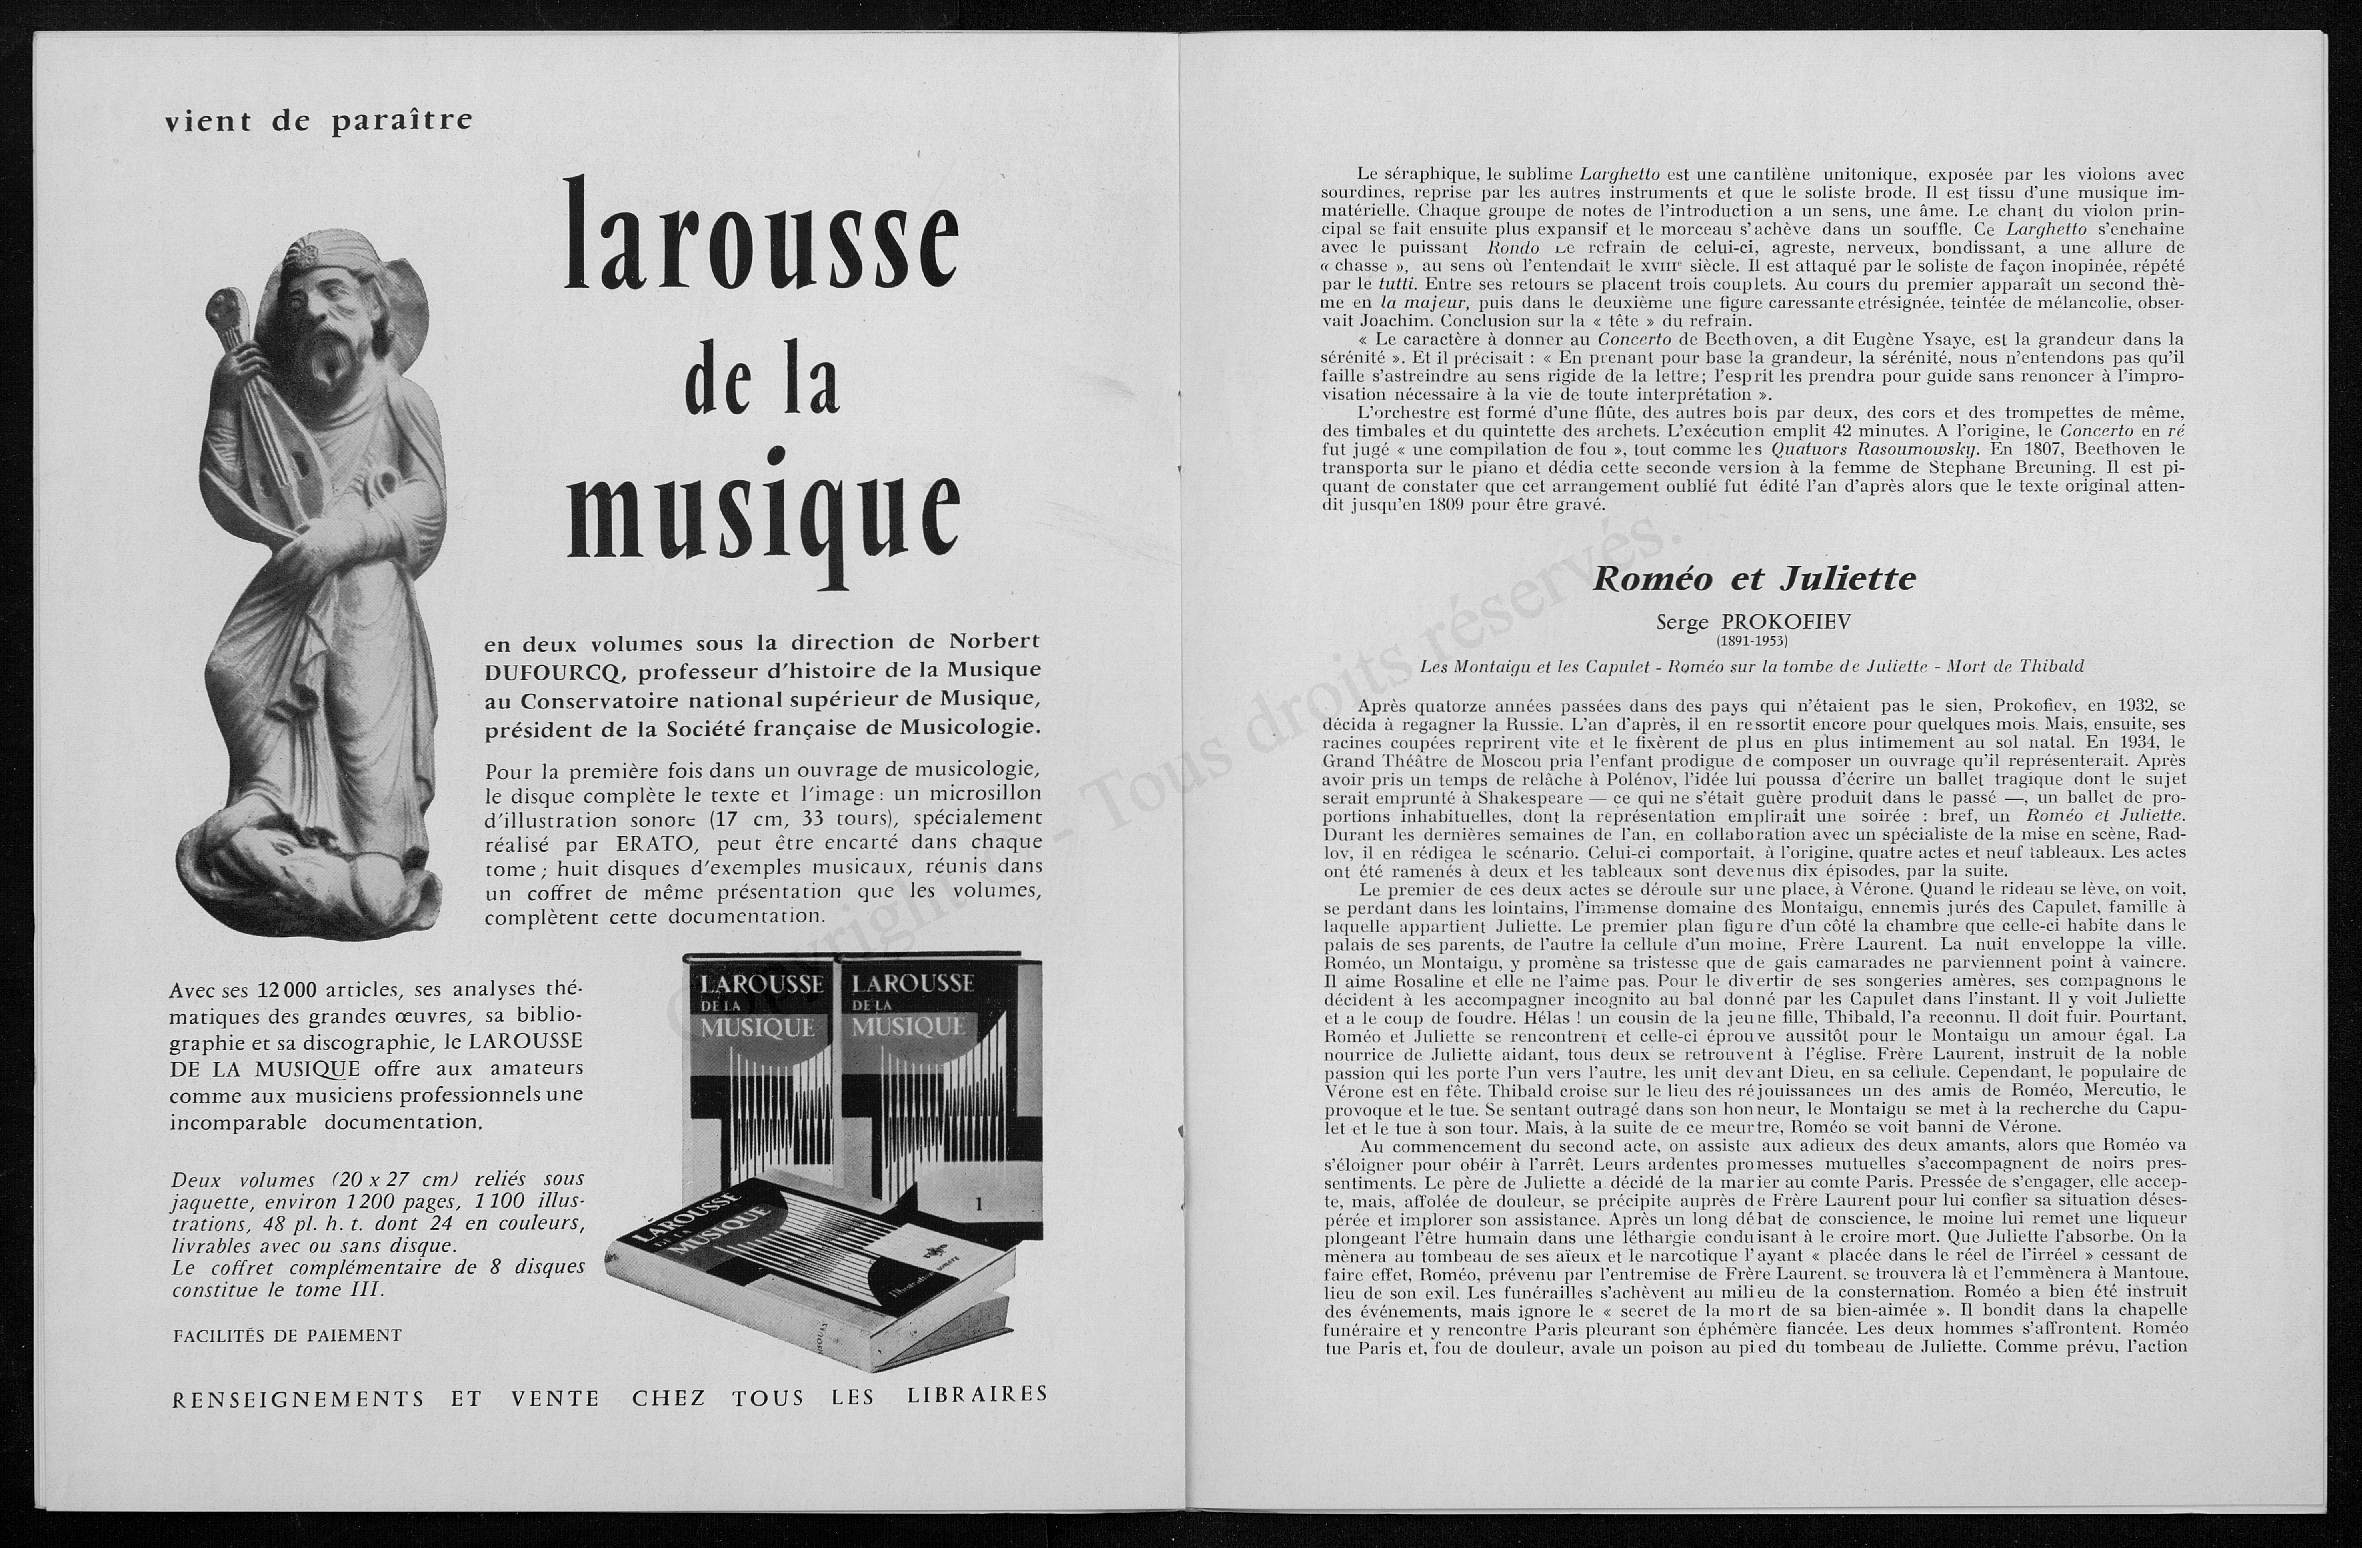 vient de paraître
larousse
de la
musique
en deux volumes sous la direction de Norbert
DUFOURCQ, professeur d'histoire de la Musique
au Conservatoire national supérieur de Musique,
président de la Société française de Musicologie.
Pour la première fois dans un ouvrage de musicologie,
le disque complète le texte et l'image : un microsillon
d'illustration sonore (17 cm, 33 tours), spécialement
réalisé par ERATO, peut être encarté dans chaque
tome ; huit disques d'exemples musicaux, réunis dans
un coffret de même présentation que les volumes,
complètent cette documentation.
Avec ses 12 000 articles, ses analyses thé-
matiques des grandes œuvres, sa biblio-
graphie et sa discographie, le LAROUSSE
DE LA MUSIQUE offre aux amateurs
comme aux musiciens professionnels une
incomparable documentation.
Deux volumes (20 x 27 cm) reliés sous
jaquette, environ 1 200 pages, 1 100 illus-
trations, 48 pl. h. t. dont 24 en couleurs,
livrables avec ou sans disque.
Le coffret complémentaire de 8 disques
constitue le tome III.
FACILITÉS DE PAIEMENT
LAROUSSE
DE LA
MUSIQUE
LAROUSSE
DE LA
MUSIQUE
1
LAROUSSE
DE LA
MUSIQUE
RENSEIGNEMENTS ET VENTE CHEZ TOUS LES LIBRAIRES
Le séraphique, le sublime Larghetto est une cantilène unitonique, exposée par les violons avec
sourdines, reprise par les autres instruments et que le soliste brode. Il est tissu d'une musique im-
matérielle. Chaque groupe de notes de l'introduction a un sens, une âme. Le chant du violon prin-
cipal se fait ensuite plus expansif et le morceau s'achève dans un souffle. Ce Larghetto s'enchaîne
avec le puissant Rondo Le refrain de celui-ci, agreste, nerveux, bondissant, a une allure de
« chasse », au sens où l'entendait le XVIIIe siècle. Il est attaqué par le soliste de façon inopinée, répété
par le tutti. Entre ses retours se placent trois couplets. Au cours du premier apparaît un second thè-
me en la majeur, puis dans le deuxième une figure caressante et résignée, teintée de mélancolie, obser-
vait Joachim. Conclusion sur la « tête » du refrain.
« Le caractère à donner au Concerto de Beethoven, a dit Eugène Ysaye, est la grandeur dans la
sérénité ». Et il précisait : « En prenant pour base la grandeur, la sérénité, nous n'entendons pas qu'il
faille s'astreindre au sens rigide de la lettre; l'esprit les prendra pour guide sans renoncer à l'impro-
visation nécessaire à la vie de toute interprétation ».
L'orchestre est formé d'une flûte, des autres bois par deux, des cors et des trompettes de même,
des timbales et du quintette des archets. L'exécution emplit 42 minutes. A l'origine, le Concerto en ré
fut jugé « une compilation de fou », tout comme les Quatuors Rasoumowsky. En 1807, Beethoven le
transporta sur le piano et dédia cette seconde version à la femme de Stephane Breuning. Il est pi-
quant de constater que cet arrangement oublié fut édité l'an d'après alors que le texte original atten-
dit jusqu'en 1809 pour être gravé.
Roméo et Juliette
Serge PROKOFIEV
(1891-1953)
Les Montaigu et les Capulet - Roméo sur la tombe de Juliette - Mort de Thibald
Après quatorze années passées dans des pays qui n'étaient pas le sien, Prokofiev, en 1932, se
décida à regagner la Russie. L'an d'après, il en ressortit encore pour quelques mois. Mais, ensuite, ses
racines coupées reprirent vite et le fixèrent de plus en plus intimement au sol natal. En 1934, le
Grand Théâtre de Moscou pria l'enfant prodigue de composer un ouvrage qu'il représenterait. Après
avoir pris un temps de relâche à Polénov, l'idée lui poussa d'écrire un ballet tragique dont le sujet
serait emprunté à Shakespeare — ce qui ne s'était guère produit dans le passé —, un ballet de pro-
portions inhabituelles, dont la représentation emplirait une soirée : bref, un Roméo et Juliette.
Durant les dernières semaines de l'an, en collaboration avec un spécialiste de la mise en scène, Rad-
lov, il en rédigea le scénario. Celui-ci comportait, à l'origine, quatre actes et neuf tableaux. Les actes
ont été ramenés à deux et les tableaux sont devenus dix épisodes, par la suite.
Le premier de ces deux actes se déroule sur une place, à Vérone. Quand le rideau se lève, on voit,
se perdant dans les lointains, l'immense domaine des Montaigu, ennemis jurés des Capulet, famille à
laquelle appartient Juliette. Le premier plan figure d'un côté la chambre que celle-ci habite dans le
palais de ses parents, de l'autre la cellule d'un moine, Frère Laurent. La nuit enveloppe la ville.
Roméo, un Montaigu, y promène sa tristesse que de gais camarades ne parviennent point à vaincre.
Il aime Rosaline et elle ne l'aime pas. Pour le divertir de ses songeries amères, ses compagnons le
décident à les accompagner incognito au bal donné par les Capulet dans l'instant. Il y voit Juliette
et a le coup de foudre. Hélas ! un cousin de la jeune fille, Thibald, l'a reconnu. Il doit fuir. Pourtant,
Roméo et Juliette se rencontrent et celle-ci éprouve aussitôt pour le Montaigu un amour égal. La
nourrice de Juliette aidant, tous deux se retrouvent à l'église. Frère Laurent, instruit de la noble
passion qui les porte l'un vers l'autre, les unit devant Dieu, en sa cellule. Cependant, le populaire de
Vérone est en fête. Thibald croise sur le lieu des réjouissances un des amis de Roméo, Mercutio, le
provoque et le tue. Se sentant outragé dans son honneur, le Montaigu se met à la recherche du Capu-
let et le tue à son tour. Mais, à la suite de ce meurtre, Roméo se voit banni de Vérone.
Au commencement du second acte, on assiste aux adieux des deux amants, alors que Roméo va
s'éloigner pour obéir à l'arrêt. Leurs ardentes promesses mutuelles s'accompagnent de noirs pres-
sentiments. Le père de Juliette a décidé de la marier au comte Paris. Pressée de s'engager, elle accep-
te, mais, affolée de douleur, se précipite auprès de Frère Laurent pour lui confier sa situation déses-
pérée et implorer son assistance. Après un long débat de conscience, le moine lui remet une liqueur
plongeant l'être humain dans une léthargie conduisant à le croire mort. Que Juliette l'absorbe. On la
mènera au tombeau de ses aïeux et le narcotique l'ayant « placée dans le réel de l'irréel » cessant de
faire effet, Roméo, prévenu par l'entremise de Frère Laurent. se trouvera là et l'emmènera à Mantoue,
lieu de son exil. Les funérailles s'achèvent au milieu de la consternation. Roméo a bien été instruit
des événements, mais ignore le « secret de la mort de sa bien-aimée ». Il bondit dans la chapelle
funéraire et y rencontre Paris pleurant son éphémère fiancée. Les deux hommes s'affrontent. Roméo
tue Paris et, fou de douleur, avale un poison au pied du tombeau de Juliette. Comme prévu, l'action
Copyright © - Tous droits réservés.